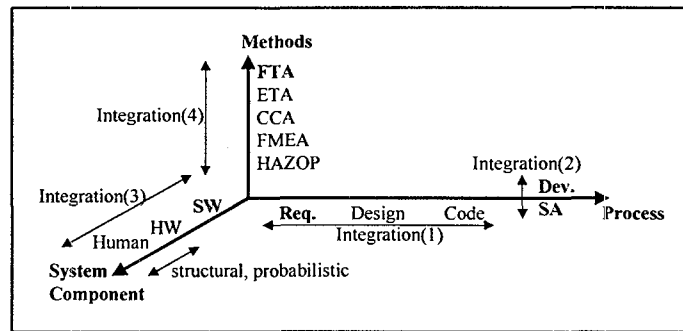 Methods
FTA
ETA
Integration(4)
CCA
FMEA
Integration(2)
HAZOP
Integration(3)
Dev.
SW
Req. Design Code
SA
Process
HW
Integration(1)
Human
System
structural, probabilistic
Component